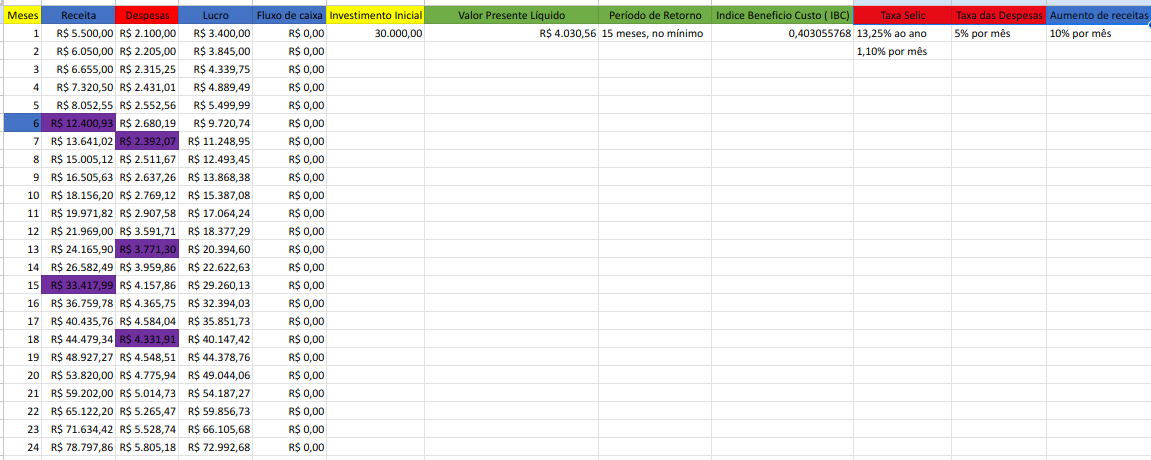 Meses Receita Despesas Lucro Fluxo de caixa Investimento Inicial Valor Presente Líquido Período de Retorno Indice Beneficio Custo ( IBC) Taxa Selic Taxa das Despesas Aumento de receitas
1 R$ 5.500,00 R$ 2.100,00 R$ 3.400,00 R$ 0,00 30.000,00 R$ 4.030,56 15 meses, no mínimo 0,403055768 13,25% ao ano 5% por mês 10% por mês
2 R$ 6.050,00 R$ 2.205,00 R$ 3.845,00 R$ 0,00 1,10% por mês
3 R$ 6.655,00 R$ 2.315,25 R$ 4.339,75 R$ 0,00
4 R$ 7.320,50 R$ 2.431,01 R$ 4.889,49 R$ 0,00
5 R$ 8.052,55 R$ 2.552,56 R$ 5.499,99 R$ 0,00
6 R$ 12.400,93 R$ 2.680,19 R$ 9.720,74 R$ 0,00
7 R$ 13.641,02 R$ 2.392,07 R$ 11.248,95 R$ 0,00
8 R$ 15.005,12 R$ 2.511,67 R$ 12.493,45 R$ 0,00
9 R$ 16.505,63 R$ 2.637,26 R$ 13.868,38 R$ 0,00
10 R$ 18.156,20 R$ 2.769,12 R$ 15.387,08 R$ 0,00
11 R$ 19.971,82 R$ 2.907,58 R$ 17.064,24 R$ 0,00
12 R$ 21.969,00 R$ 3.591,71 R$ 18.377,29 R$ 0,00
13 R$ 24.165,90 R$ 3.771,30 R$ 20.394,60 R$ 0,00
14 R$ 26.582,49 R$ 3.959,86 R$ 22.622,63 R$ 0,00
15 R$ 33.417,99 R$ 4.157,86 R$ 29.260,13 R$ 0,00
16 R$ 36.759,78 R$ 4.365,75 R$ 32.394,03 R$ 0,00
17 R$ 40.435,76 R$ 4.584,04 R$ 35.851,73 R$ 0,00
18 R$ 44.479,34 R$ 4.331,91 R$ 40.147,42 R$ 0,00
19 R$ 48.927,27 R$ 4.548,51 R$ 44.378,76 R$ 0,00
20 R$ 53.820,00 R$ 4.775,94 R$ 49.044,06 R$ 0,00
21 R$ 59.202,00 R$ 5.014,73 R$ 54.187,27 R$ 0,00
22 R$ 65.122,20 R$ 5.265,47 R$ 59.856,73 R$ 0,00
23 R$ 71.634,42 R$ 5.528,74 R$ 66.105,68 R$ 0,00
24 R$ 78.797,86 R$ 5.805,18 R$ 72.992,68 R$ 0,00